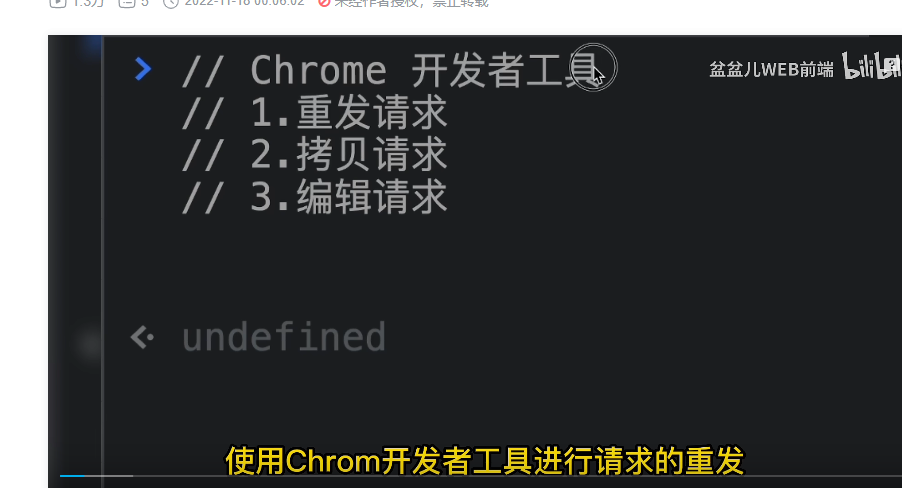 1.3万 5 2022-11-18 00:06:02 未经作者授权，禁止转载
// Chrome 开发者工具
盆盆儿WEB前端 bilibili
// 1.重发请求
// 2.拷贝请求
// 3.编辑请求
undefined
使用Chrom开发者工具进行请求的重发